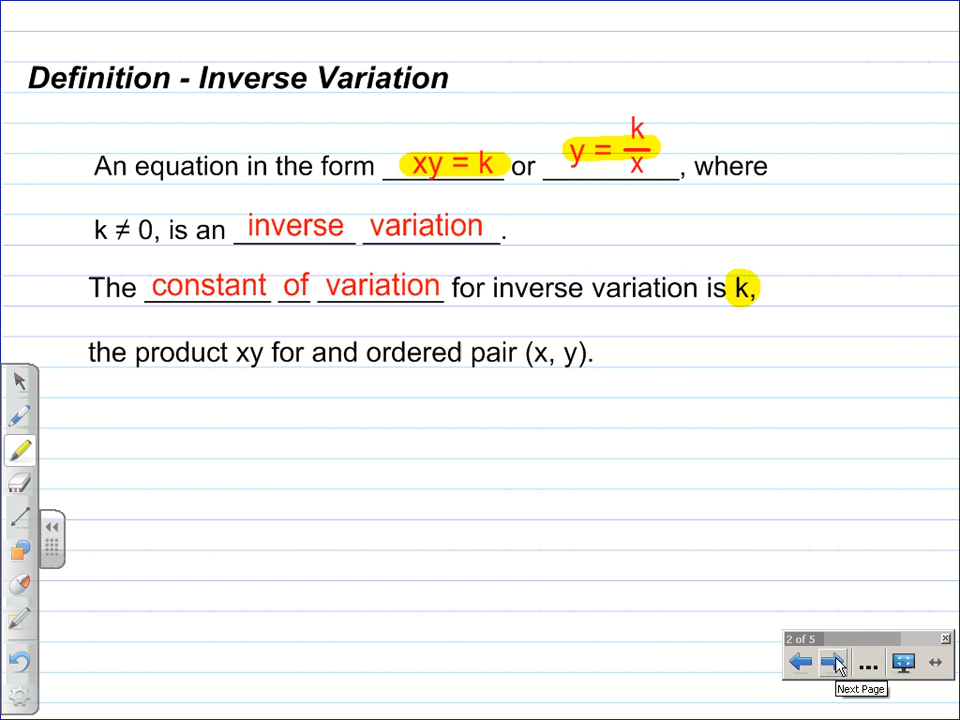 Definition - Inverse Variation
An equation in the form xy = k or y = k/x, where
k ≠ 0, is an inverse variation.
The constant of variation for inverse variation is k,
the product xy for and ordered pair (x, y).
2 of 5
...
Next Page